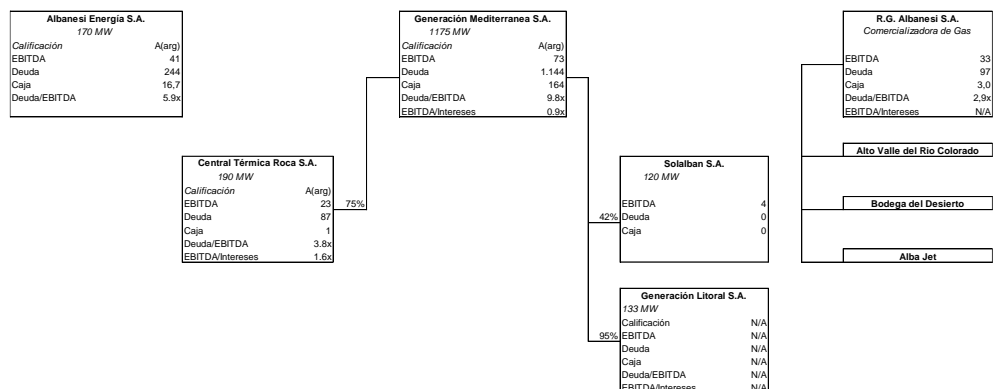 Albanesi Energía S.A.
170 MW
Calificación A(arg)
EBITDA 41
Deuda 244
Caja 16,7
Deuda/EBITDA 5.9x
Generación Mediterranea S.A.
1175 MW
Calificación A(arg)
EBITDA 73
Deuda 1.144
Caja 164
Deuda/EBITDA 9.8x
EBITDA/Intereses 0.9x
R.G. Albanesi S.A.
Comercializadora de Gas
EBITDA 33
Deuda 97
Caja 3,0
Deuda/EBITDA 2,9x
EBITDA/Intereses N/A
Alto Valle del Rio Colorado
Bodega del Desierto
Alba Jet
Central Térmica Roca S.A.
190 MW
Calificación A(arg)
EBITDA 23
Deuda 87
Caja 1
Deuda/EBITDA 3.8x
EBITDA/Intereses 1.6x
75%
Solalban S.A.
120 MW
EBITDA 4
42% Deuda 0
Caja 0
Generación Litoral S.A.
133 MW
Calificación N/A
95% EBITDA N/A
Deuda N/A
Caja N/A
Deuda/EBITDA N/A
EBITDA/Intereses N/A